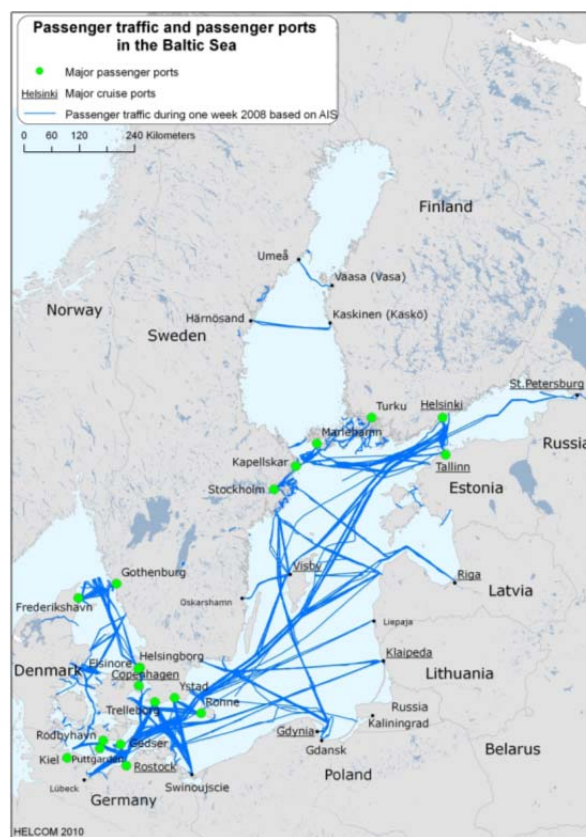 Passenger traffic and passenger ports
in the Baltic Sea
Major passenger ports
Helsinki Major cruise ports
Passenger traffic during one week 2008 based on AIS
0 60 120 240 Kilometers
Finland
Umeå
Vaasa (Vasa)
Norway
Härnösand
Kaskinen (Kaskö)
Sweden
St.Petersburg
Turku
Helsinki
Mariehamn
Russia
Kapellskar
Tallinn
Stockholm
Estonia
Gothenburg
Visby
Riga
Oskarshamn
Latvia
Frederikshavn
Liepaja
Helsingborg
Denmark
Elsinore
Klaipeda
Copenhagen
Lithuania
Ystad
Trelleborg
Rönne
Russia
Kaliningrad
Rodbyhavn
Gedser
Gdynia
Gdansk
Belarus
Kiel
Puttgarden
Rostock
Poland
Swinoujscie
Lübeck
Germany
HELCOM 2010